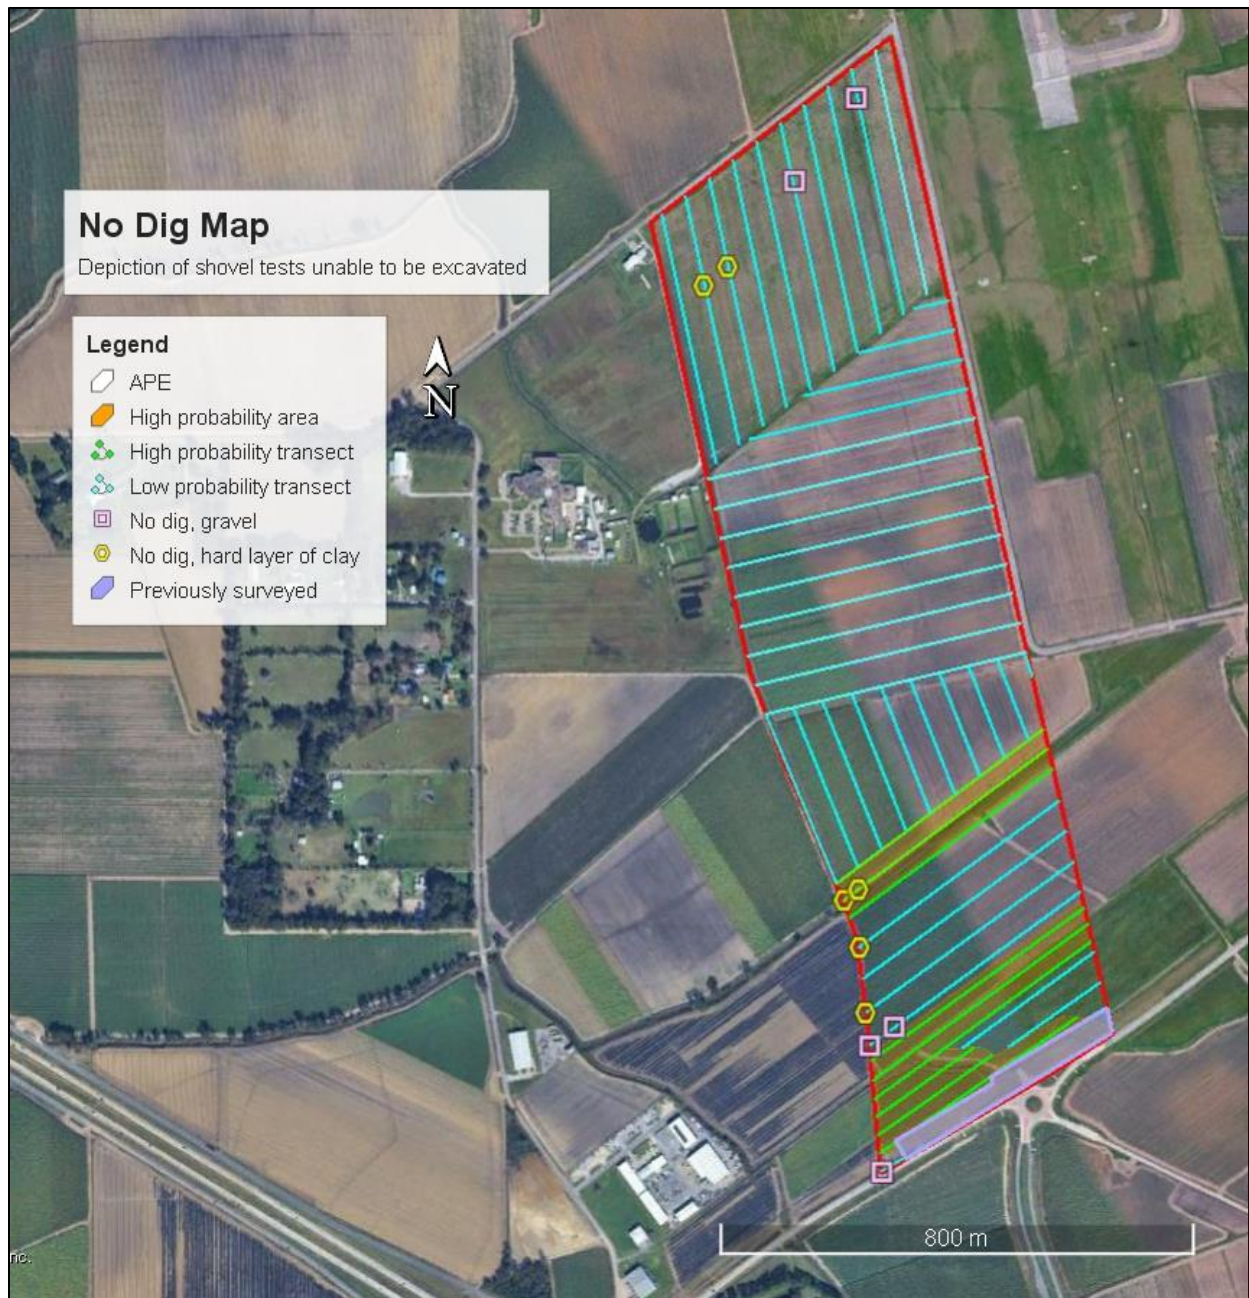 No Dig Map
Depiction of shovel tests unable to be excavated
Legend
APE
High probability area
High probability transect
Low probability transect
No dig, gravel
No dig, hard layer of clay
Previously surveyed
N
800 m
nc.